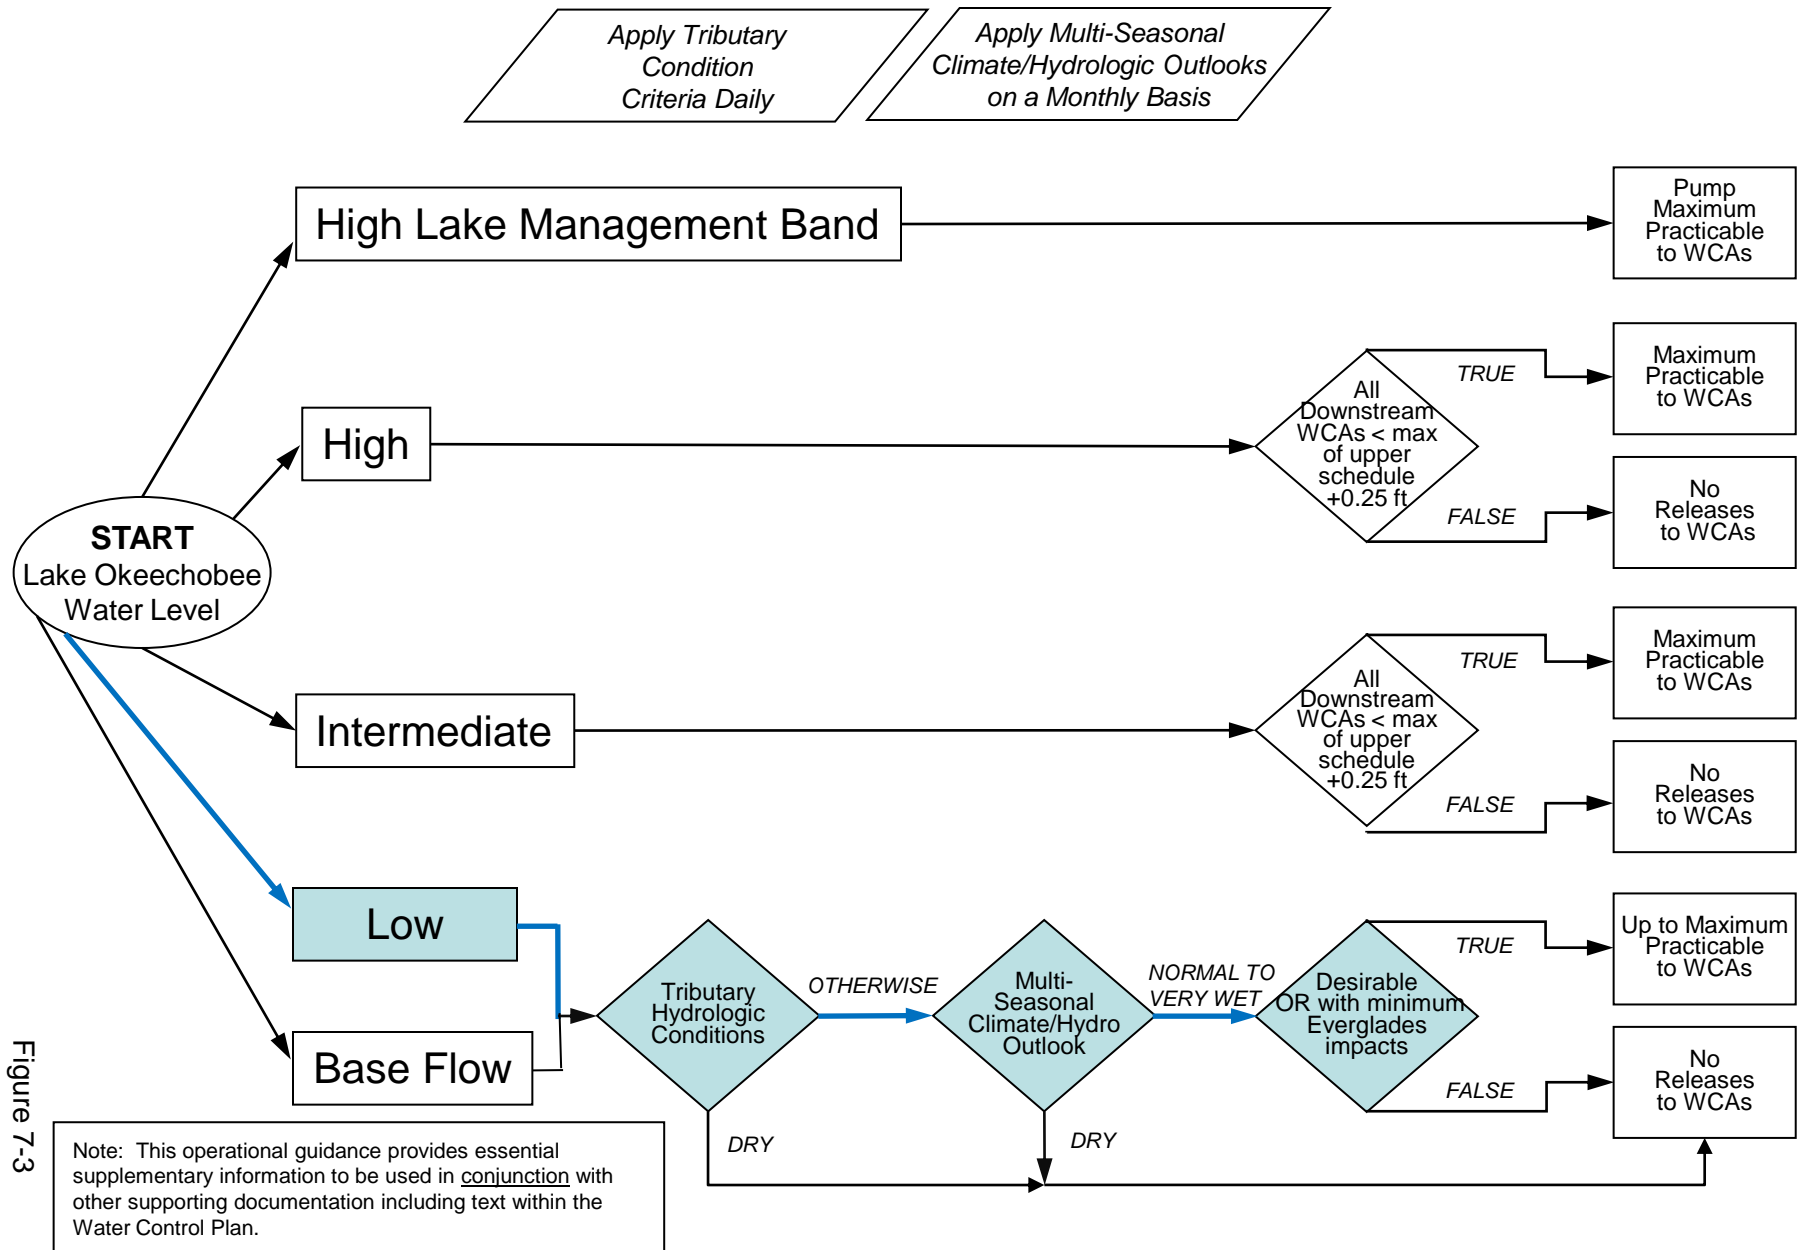 Apply Tributary
Condition
Criteria Daily
Apply Multi-Seasonal
Climate/Hydrologic Outlooks
on a Monthly Basis
High Lake Management Band
Pump
Maximum
Practicable
to WCAs
High
All
Downstream
WCAs < max
of upper
schedule
+0.25 ft
TRUE
Maximum
Practicable
to WCAs
FALSE
No
Releases
to WCAs
START
Lake Okeechobee
Water Level
Intermediate
All
Downstream
WCAs < max
of upper
schedule
+0.25 ft
TRUE
Maximum
Practicable
to WCAs
FALSE
No
Releases
to WCAs
Low
Base Flow
Tributary
Hydrologic
Conditions
OTHERWISE
DRY
Multi-
Seasonal
Climate/Hydro
Outlook
NORMAL TO
VERY WET
DRY
Desirable
OR with minimum
Everglades
impacts
TRUE
Up to Maximum
Practicable
to WCAs
FALSE
No
Releases
to WCAs
Figure 7-3
Note: This operational guidance provides essential
supplementary information to be used in conjunction with
other supporting documentation including text within the
Water Control Plan.